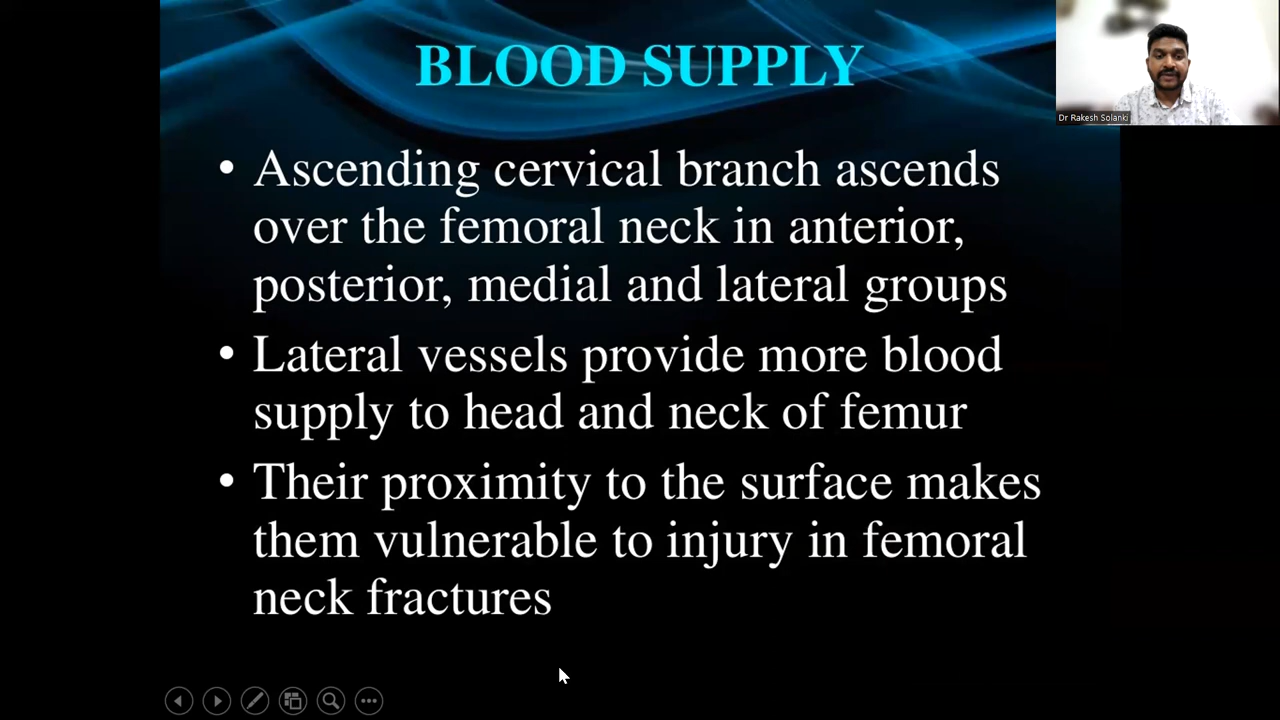 BLOOD SUPPLY
Dr Rakesh Solanki
• Ascending cervical branch ascends
over the femoral neck in anterior,
posterior, medial and lateral groups
• Lateral vessels provide more blood
supply to head and neck of femur
• Their proximity to the surface makes
them vulnerable to injury in femoral
neck fractures